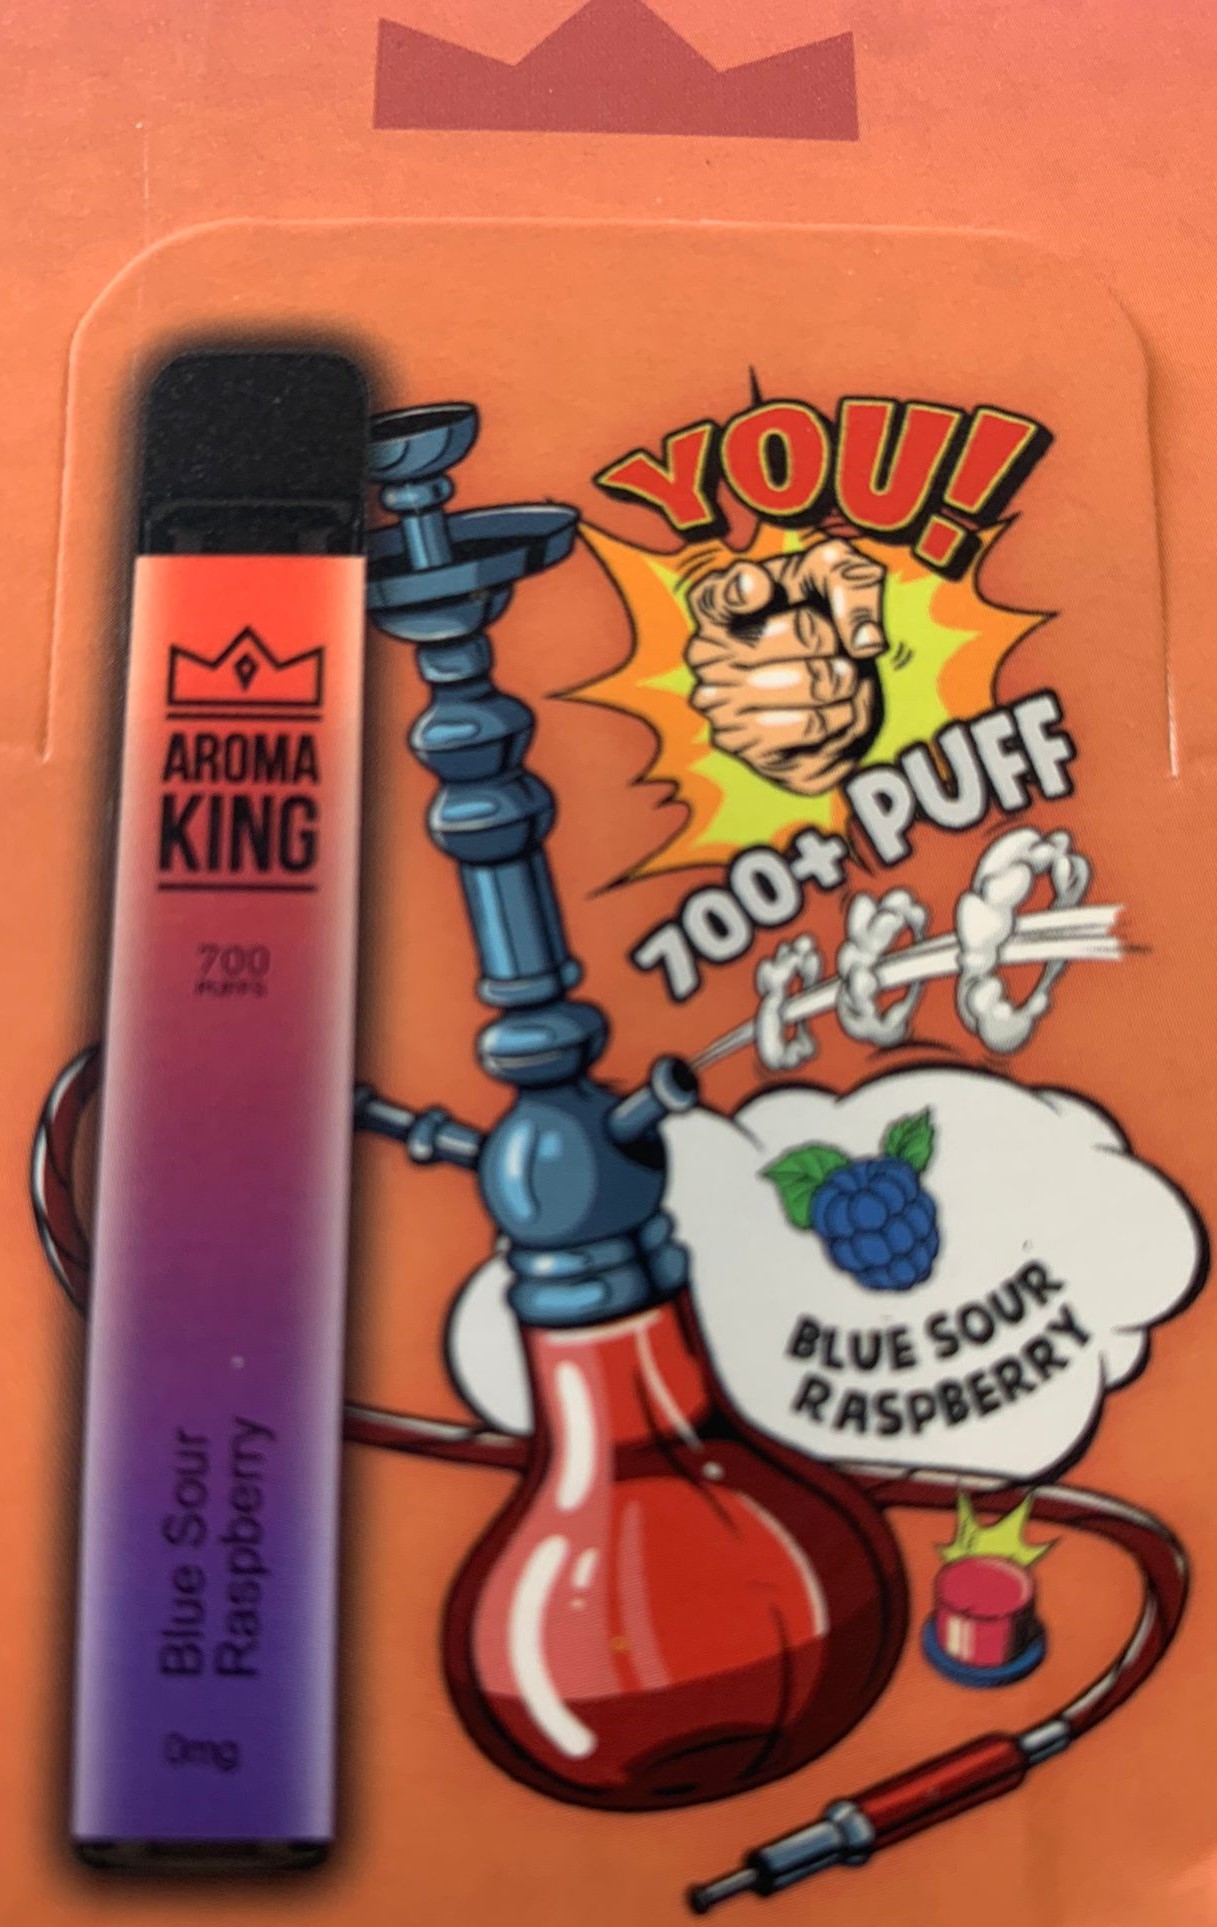 AROMA
KING
700
PUFFS
Blue Sour
Raspberry
0mg
YOU!
700+ PUFF
BLUE SOUR
RASPBERRY